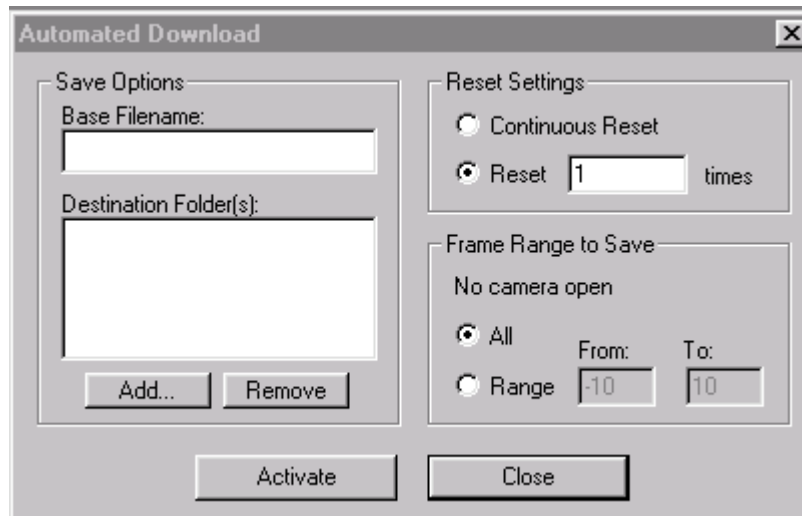 Automated Download
Save Options
Base Filename:
Destination Folder(s):
Add...
Remove
Reset Settings
Continuous Reset
Reset 1 times
Frame Range to Save
No camera open
All
From: To:
Range -10 10
Activate
Close